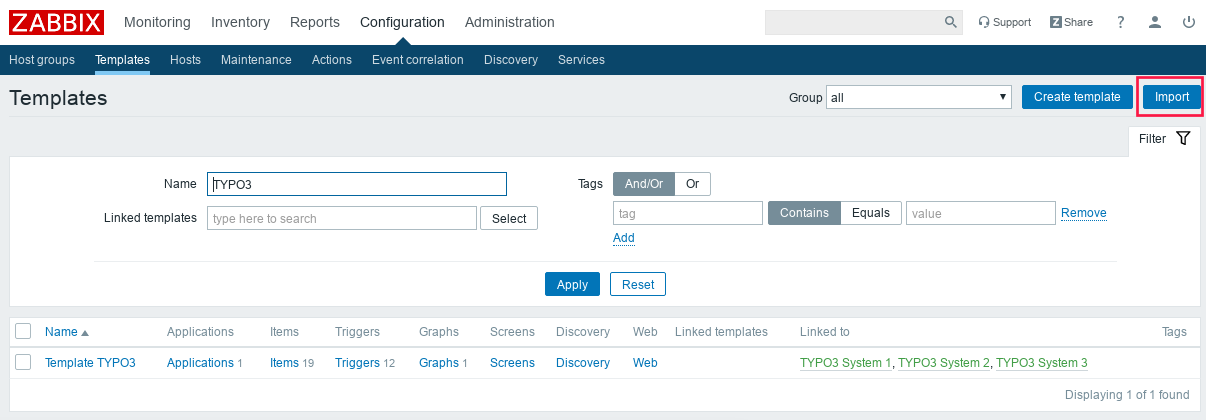 ZABBIX Monitoring Inventory Reports Configuration Administration Support Z Share ?
Host groups Templates Hosts Maintenance Actions Event correlation Discovery Services
Templates Group all Create template Import
Filter
Name TYPO3 Tags And/Or Or
Linked templates type here to search Select tag Contains Equals value Remove
Add
Apply Reset
Name Applications Items Triggers Graphs Screens Discovery Web Linked templates Linked to Tags
Template TYPO3 Applications 1 Items 19 Triggers 12 Graphs 1 Screens Discovery Web TYPO3 System 1, TYPO3 System 2, TYPO3 System 3
Displaying 1 of 1 found